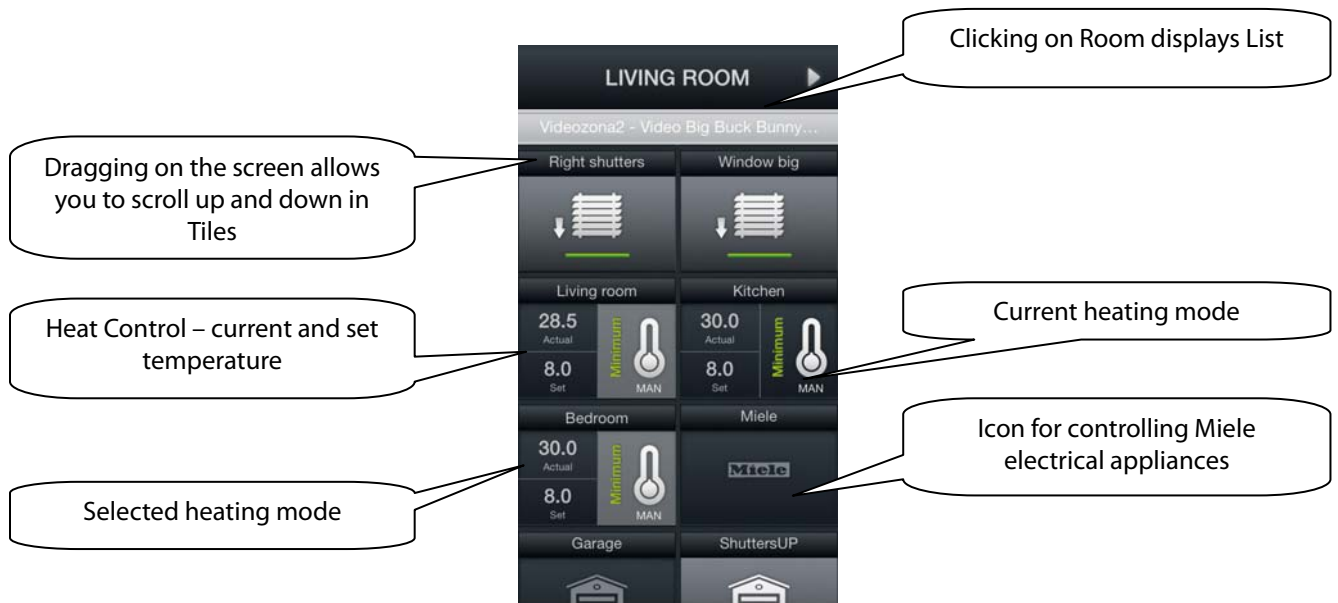 Clicking on Room displays List
LIVING ROOM
Videozona2 - Video Big Buck Bunny...
Dragging on the screen allows
you to scroll up and down in
Tiles
Right shutters
Window big
Living room
Kitchen
Heat Control – current and set
temperature
28.5
Actual
8.0
Set
Minimum
MAN
30.0
Actual
8.0
Set
Minimum
MAN
Current heating mode
Bedroom
Miele
30.0
Actual
8.0
Set
Minimum
MAN
Miele
Icon for controlling Miele
electrical appliances
Selected heating mode
Garage
ShuttersUP